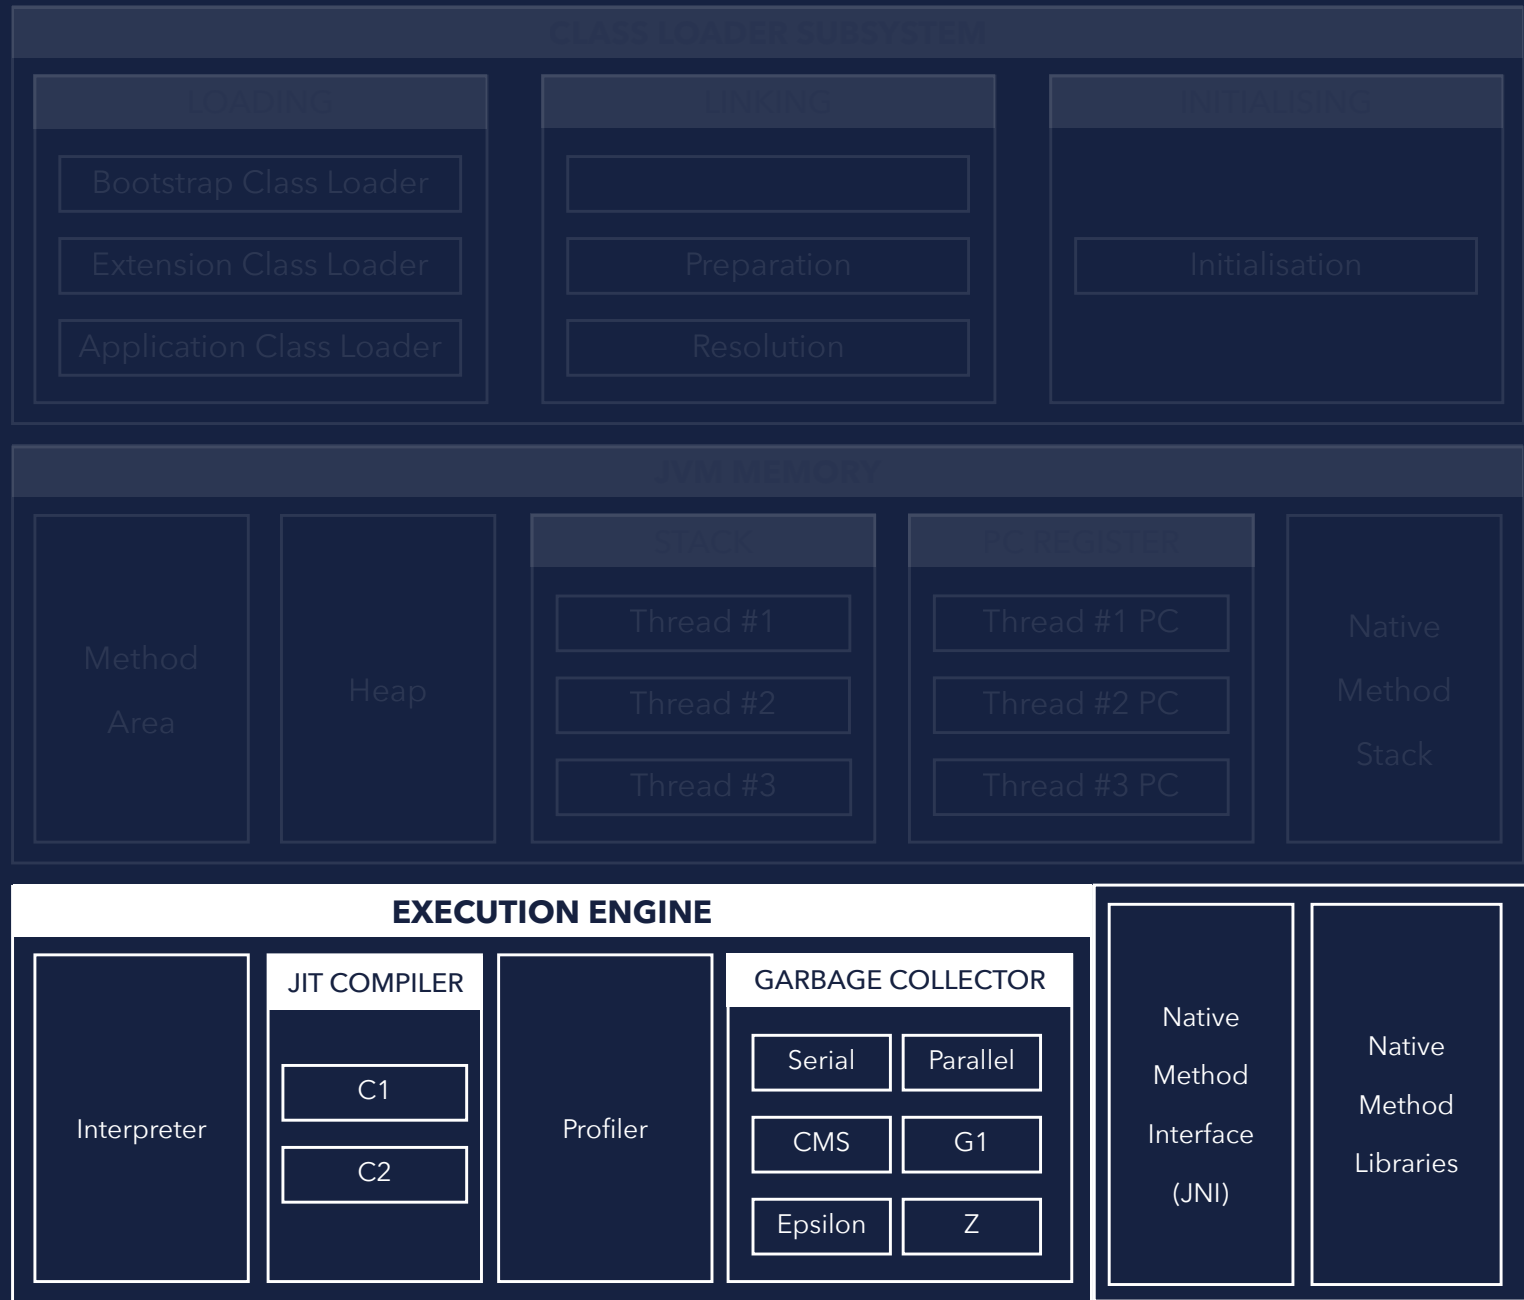 CLASS LOADER SUBSYSTEM
LOADING
LINKING
INITIALISING
Bootstrap Class Loader
Extension Class Loader
Preparation
Initialisation
Application Class Loader
Resolution
JVM MEMORY
Method
Area
Heap
STACK
Thread #1
Thread #2
Thread #3
PC REGISTER
Thread #1 PC
Thread #2 PC
Thread #3 PC
Native
Method
Stack
EXECUTION ENGINE
Interpreter
JIT COMPILER
C1
C2
Profiler
GARBAGE COLLECTOR
Serial
Parallel
CMS
G1
Epsilon
Z
Native
Method
Interface
(JNI)
Native
Method
Libraries